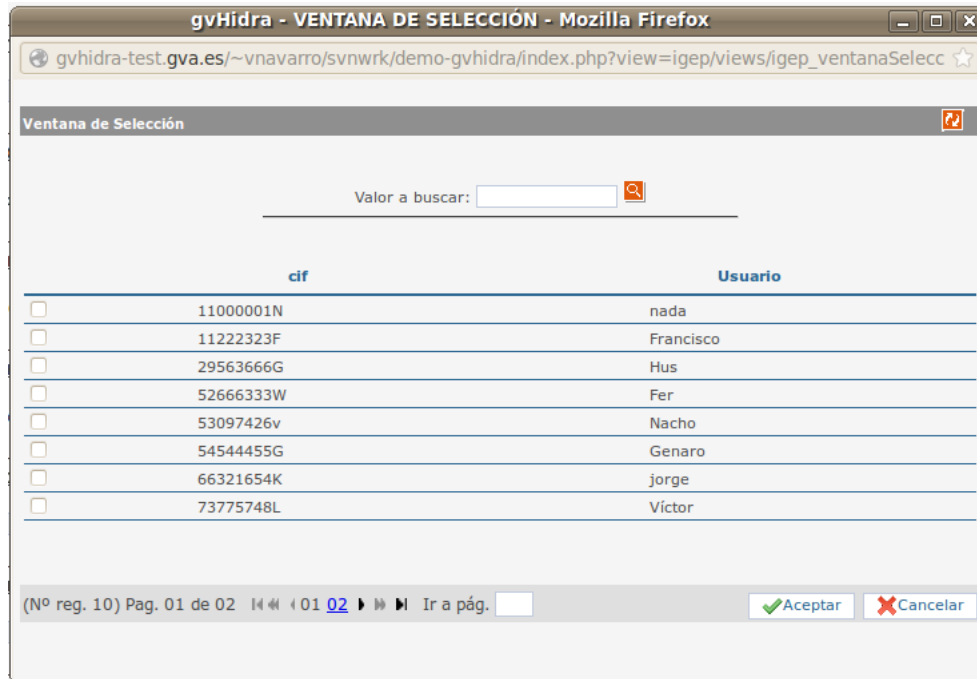 gvHidra - VENTANA DE SELECCIÓN - Mozilla Firefox
gvhidra-test.gva.es/~vnavarro/svnwrk/demo-gvhidra/index.php?view=igep/views/igep_ventanaSelecc
Ventana de Selección
Valor a buscar:
cif Usuario
11000001N nada
11222323F Francisco
29563666G Hus
52666333W Fer
53097426v Nacho
54544455G Genaro
66321654K jorge
73775748L Víctor
(Nº reg. 10) Pag. 01 de 02 01 02 Ir a pág. Aceptar Cancelar